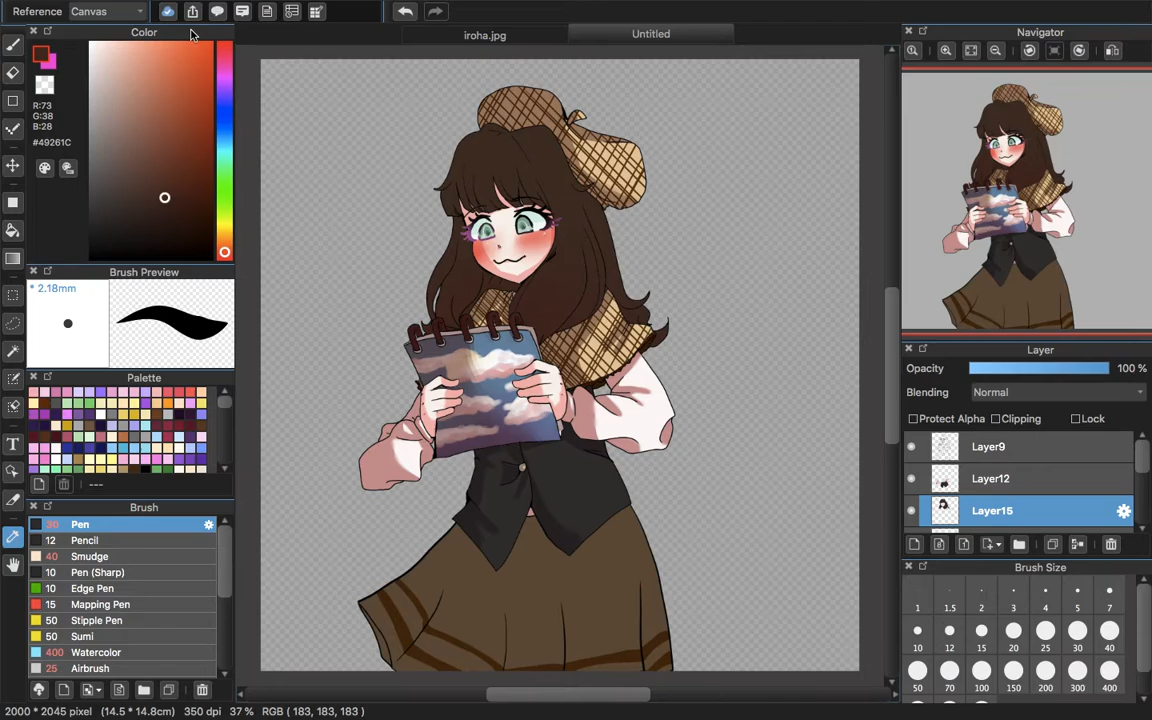 Reference Canvas
iroha.jpg
Untitled
Color
R:73
G:38
B:28
#49261C
Brush Preview
* 2.18mm
Palette
---
Brush
30 Pen
12 Pencil
40 Smudge
10 Pen (Sharp)
10 Edge Pen
15 Mapping Pen
50 Stipple Pen
50 Sumi
400 Watercolor
25 Airbrush
Navigator
Layer
Opacity 100 %
Blending Normal
Protect Alpha Clipping Lock
Layer9
Layer12
Layer15
Brush Size
1 1.5 2 3 4 5 7
10 12 15 20 25 30 40
50 70 100 150 200 300 400
2000 * 2045 pixel (14.5 * 14.8cm) 350 dpi 37 % RGB ( 183, 183, 183 )